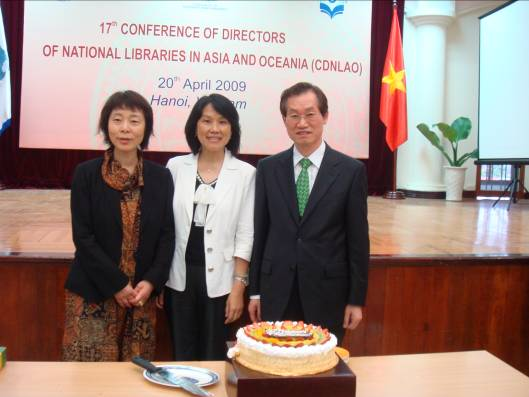 17th CONFERENCE OF DIRECTORS
OF NATIONAL LIBRARIES IN ASIA AND OCEANIA (CDNLAO)
20th April 2009
Hanoi,